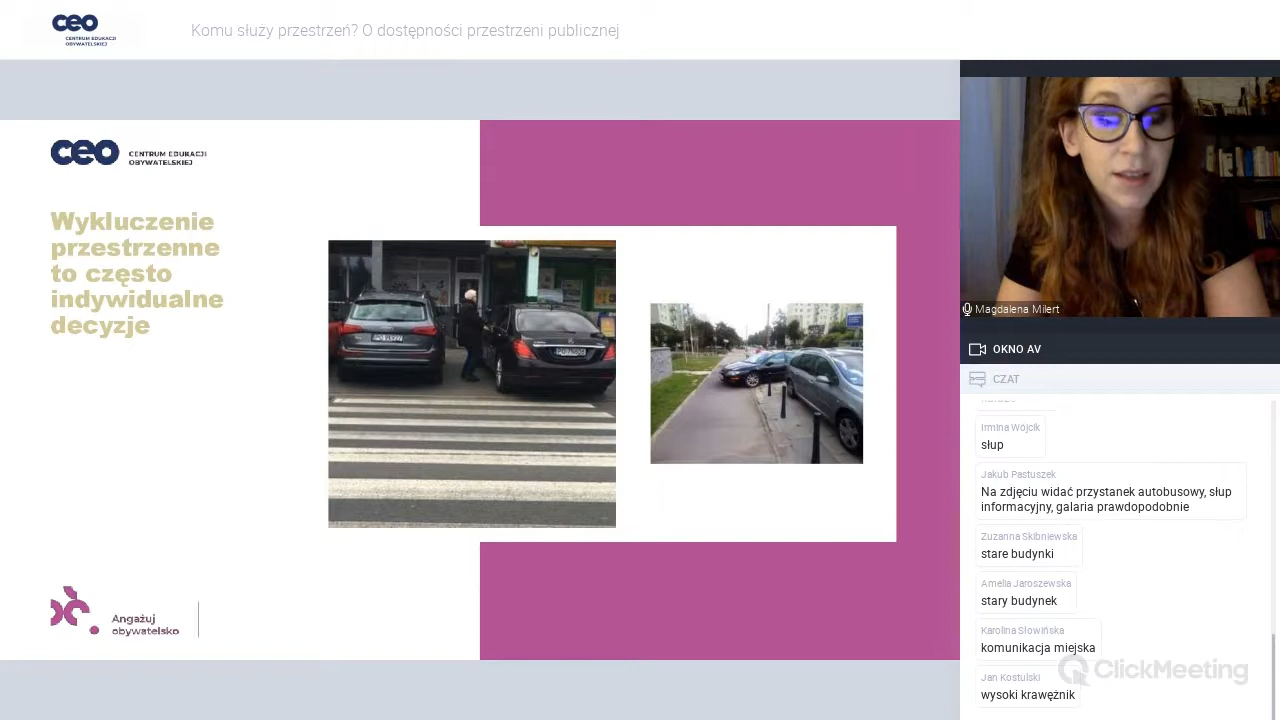 ceo
CENTRUM EDUKACJI
OBYWATELSKIEJ
Komu służy przestrzeń? O dostępności przestrzeni publicznej
ceo
CENTRUM EDUKACJI
OBYWATELSKIEJ
Wykluczenie
przestrzenne
to często
indywidualne
decyzje
Angażuj
obywatelsko
Magdalena Milert
OKNO AV
CZAT
Irmina Wójcik
słup
Jakub Pastuszek
Na zdjęciu widać przystanek autobusowy, słup
informacyjny, galaria prawdopodobnie
Zuzanna Skibniewska
stare budynki
Amelia Jaroszewska
stary budynek
Karolina Słowińska
komunikacja miejska
Jan Kostulski
wysoki krawężnik
ClickMeeting